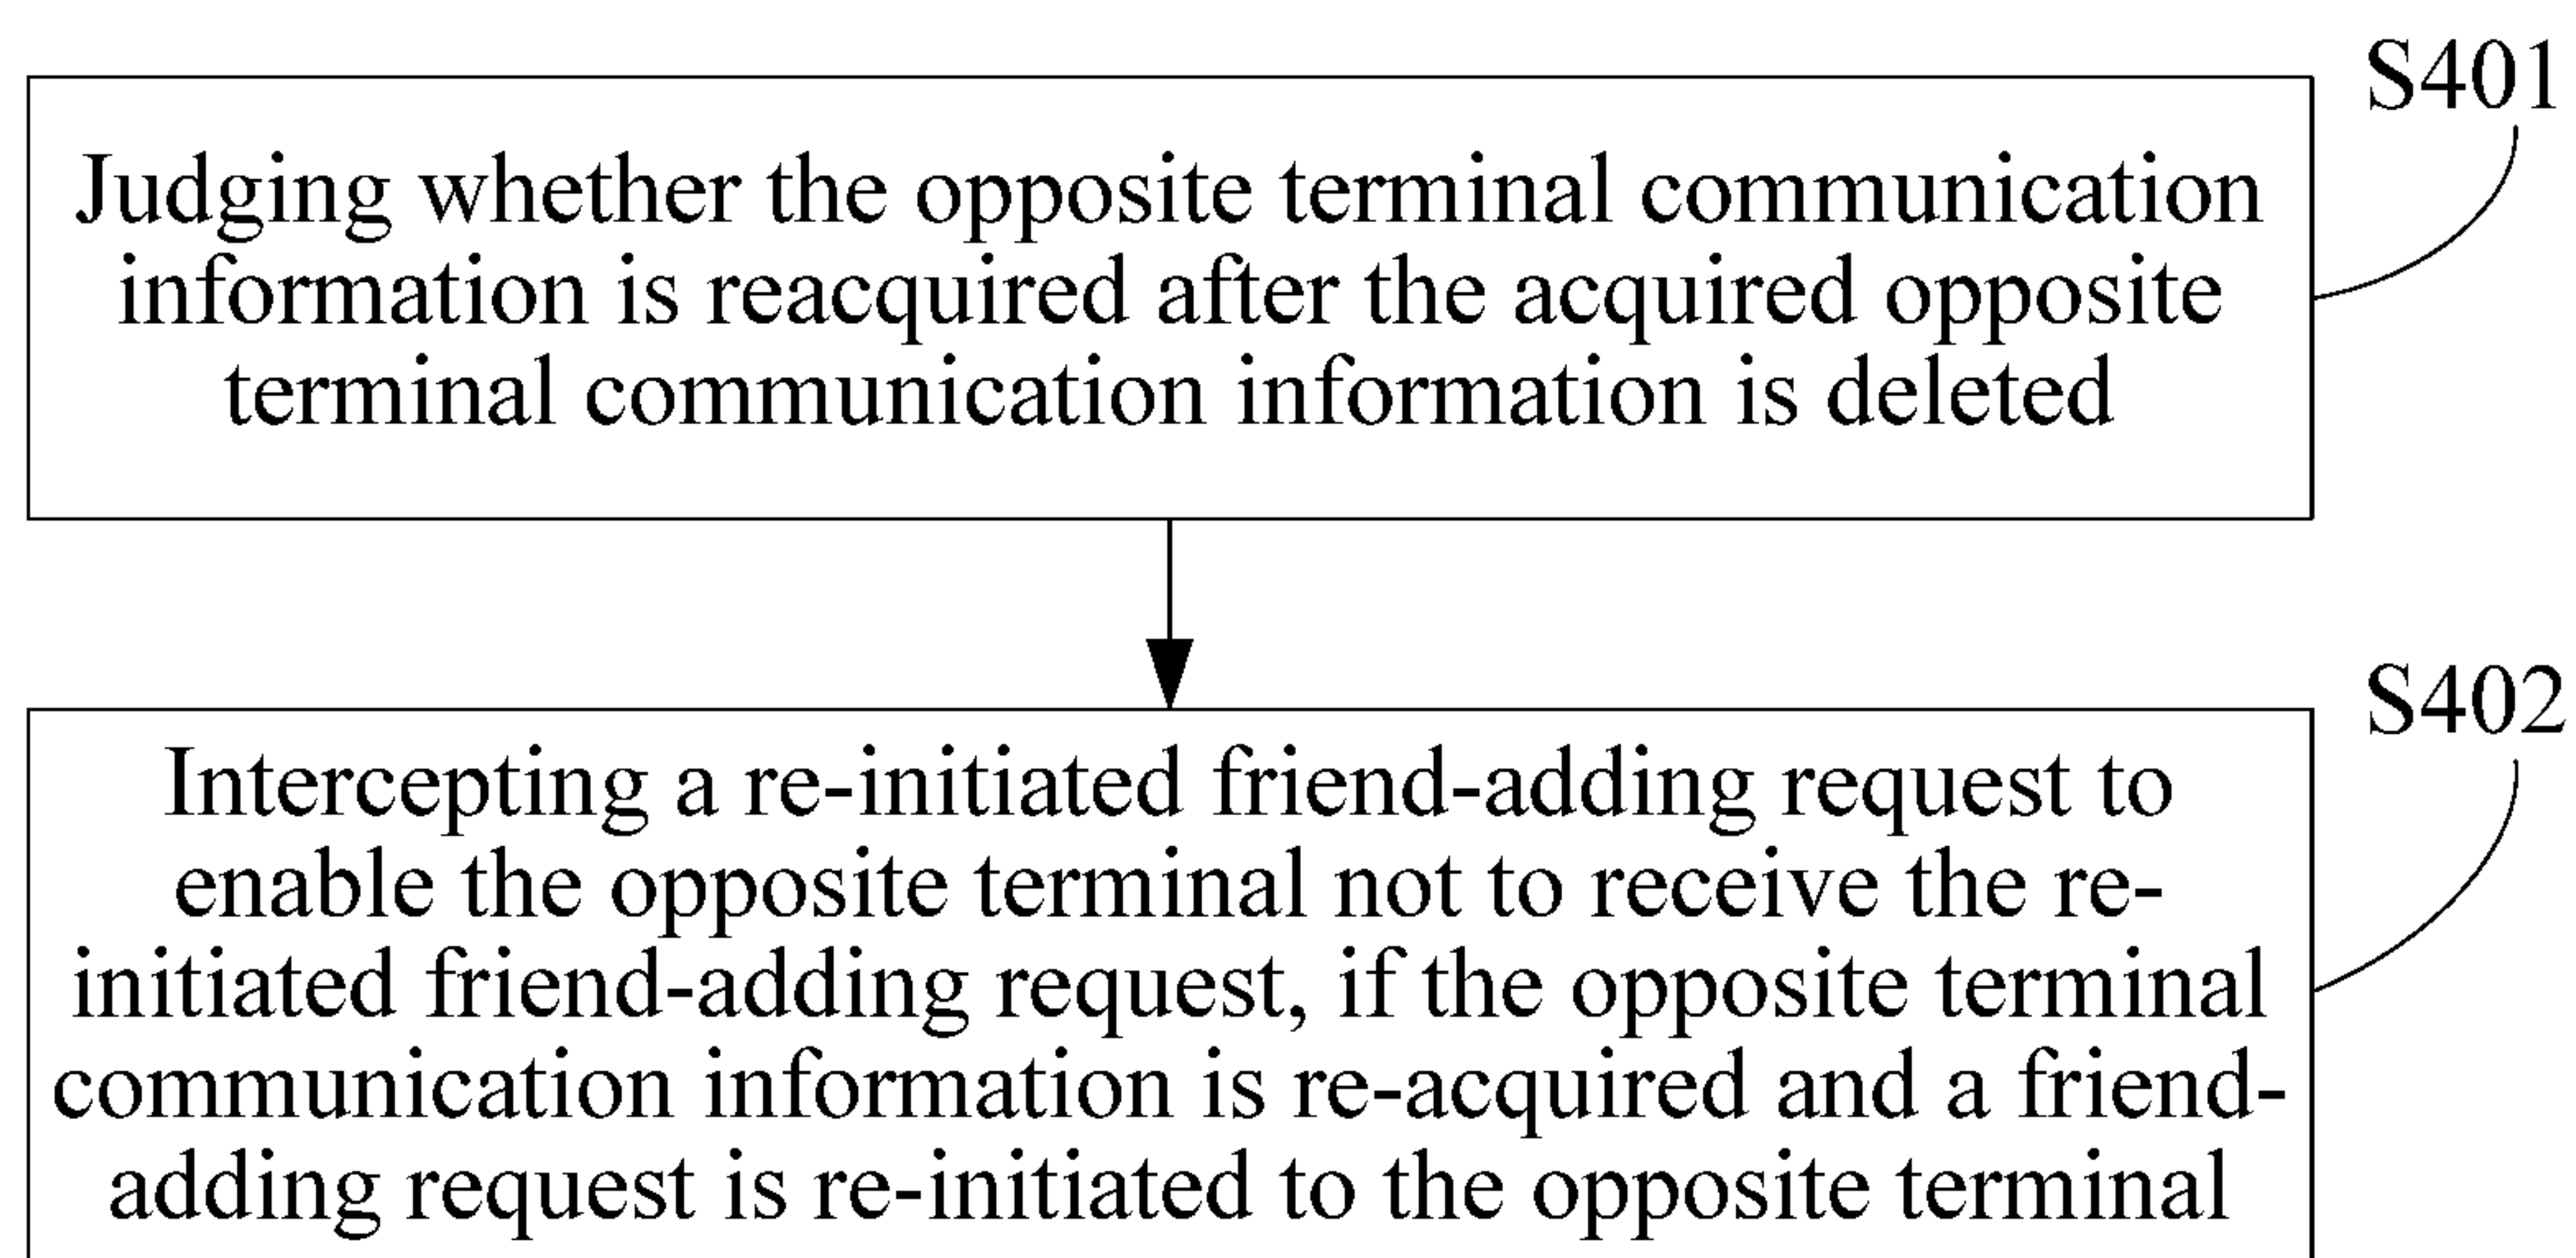 S401
Judging whether the opposite terminal communication
information is reacquired after the acquired opposite
terminal communication information is deleted
S402
Intercepting a re-initiated friend-adding request to
enable the opposite terminal not to receive the re-
initiated friend-adding request, if the opposite terminal
communication information is re-acquired and a friend-
adding request is re-initiated to the opposite terminal